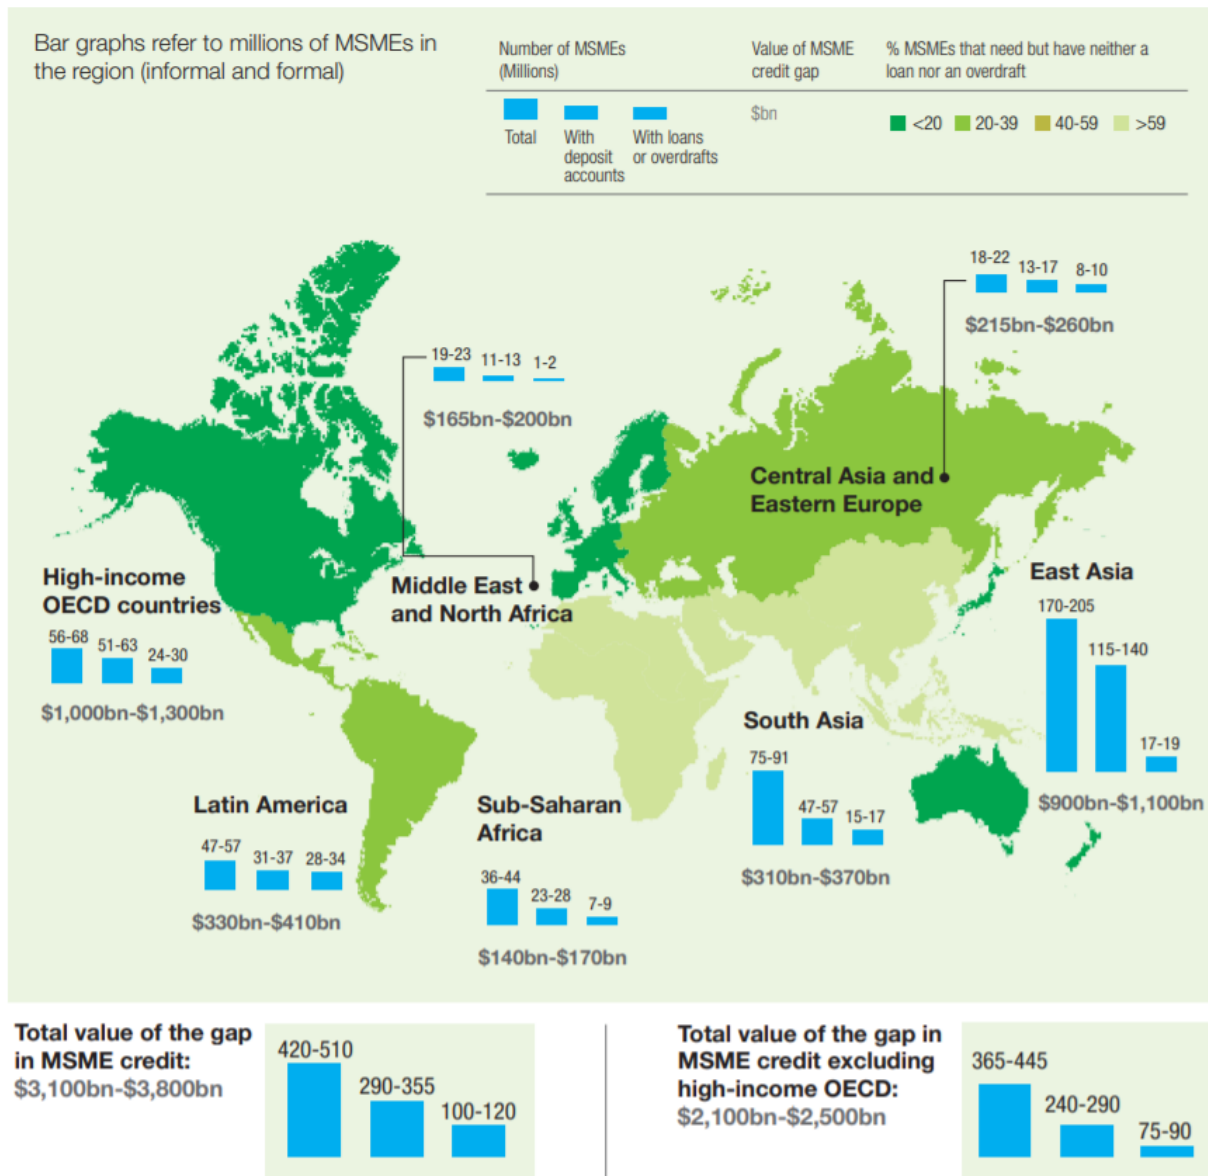 Bar graphs refer to millions of MSMEs in
the region (informal and formal)
Number of MSMEs
(Millions)
Total
With
deposit
accounts
With loans
or overdrafts
Value of MSME
credit gap
$bn
% MSMEs that need but have neither a
loan nor an overdraft
<20 20-39 40-59 >59
18-22 13-17 8-10
$215bn-$260bn
19-23 11-13 1-2
$165bn-$200bn
Central Asia and
Eastern Europe
High-income
OECD countries
56-68 51-63 24-30
$1,000bn-$1,300bn
Middle East
and North Africa
East Asia
170-205
115-140
17-19
$900bn-$1,100bn
South Asia
75-91
47-57 15-17
$310bn-$370bn
Latin America
47-57 31-37 28-34
$330bn-$410bn
Sub-Saharan
Africa
36-44
23-28 7-9
$140bn-$170bn
Total value of the gap
in MSME credit:
$3,100bn-$3,800bn
420-510
290-355
100-120
Total value of the gap in
MSME credit excluding
high-income OECD:
$2,100bn-$2,500bn
365-445
240-290
75-90